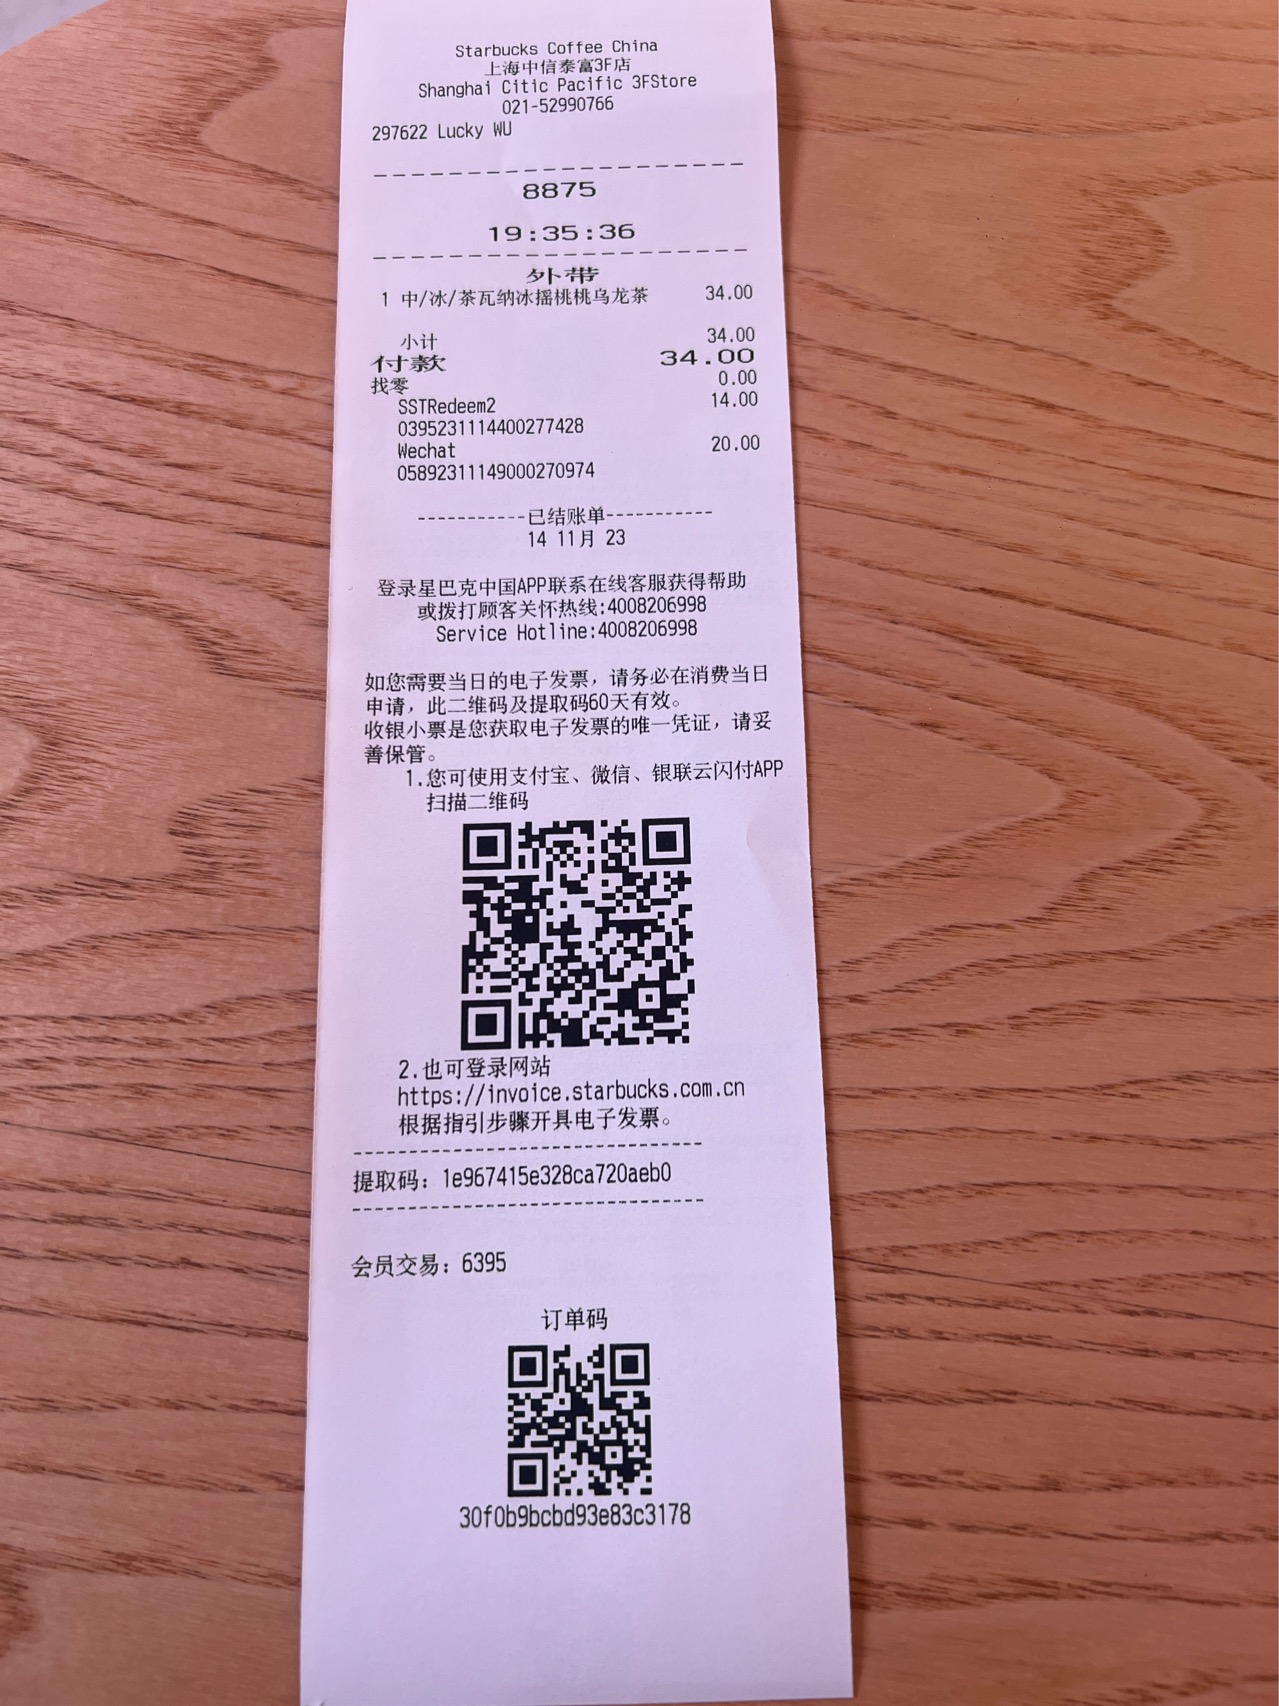 Starbucks Coffee China
上海中信泰富3F店
Shanghai Citic Pacific 3FStore
021-52990766
297622 Lucky WU
8875
19:35:36
外带
1 中/冰/茶瓦纳冰摇桃桃乌龙茶 34.00
小计 34.00
付款 34.00
找零 0.00
SSTRedeem2 14.00
0395231114400277428
Wechat 20.00
05892311149000270974
-----------已结账单-----------
14 11月 23
登录星巴克中国APP联系在线客服获得帮助
或拨打顾客关怀热线:4008206998
Service Hotline:4008206998
如您需要当日的电子发票，请务必在消费当日
申请，此二维码及提取码60天有效。
收银小票是您获取电子发票的唯一凭证，请妥
善保管。
1.您可使用支付宝、微信、银联云闪付APP
扫描二维码
2.也可登录网站
https://invoice.starbucks.com.cn
根据指引步骤开具电子发票。
提取码：1e967415e328ca720aeb0
会员交易：6395
订单码
30f0b9bcbd93e83c3178